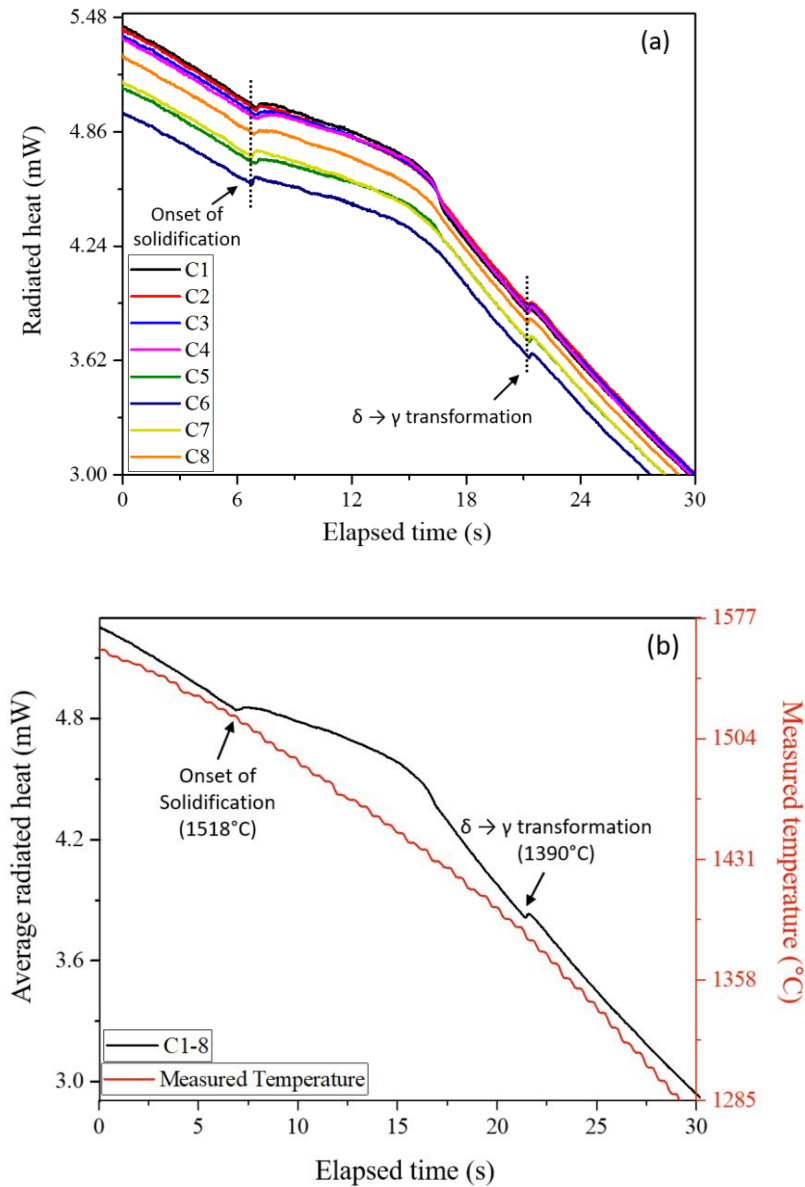 (a)
5.48
4.86
4.24
3.62
3.00
Radiated heat (mW)
Onset of
solidification
C1
C2
C3
C4
C5
C6
C7
C8
δ → γ transformation
0
6
12
18
24
30
Elapsed time (s)
(b)
4.8
4.2
3.6
3.0
Average radiated heat (mW)
Onset of
Solidification
(1518°C)
δ → γ transformation
(1390°C)
C1-8
Measured Temperature
1577
1504
1431
1358
1285
Measured temperature (°C)
0
5
10
15
20
25
30
Elapsed time (s)